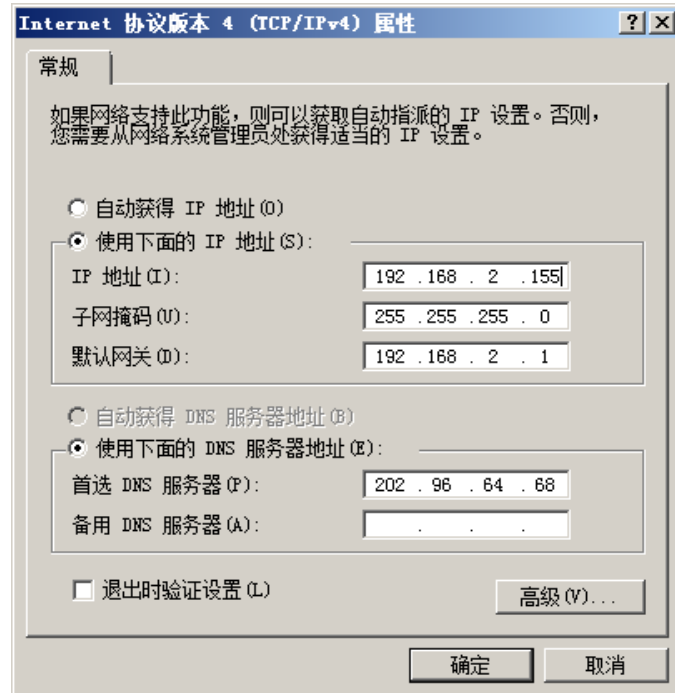 Internet 协议版本 4 (TCP/IPv4) 属性
常规
如果网络支持此功能，则可以获取自动指派的 IP 设置。否则，
您需要从网络系统管理员处获得适当的 IP 设置。
自动获得 IP 地址(O)
使用下面的 IP 地址(S):
IP 地址(I): 192 .168 . 2 .155
子网掩码(U): 255 .255 .255 . 0
默认网关(D): 192 .168 . 2 . 1
自动获得 DNS 服务器地址(B)
使用下面的 DNS 服务器地址(E):
首选 DNS 服务器(P): 202 . 96 . 64 . 68
备用 DNS 服务器(A): . . .
退出时验证设置(L)
高级(V)...
确定 取消